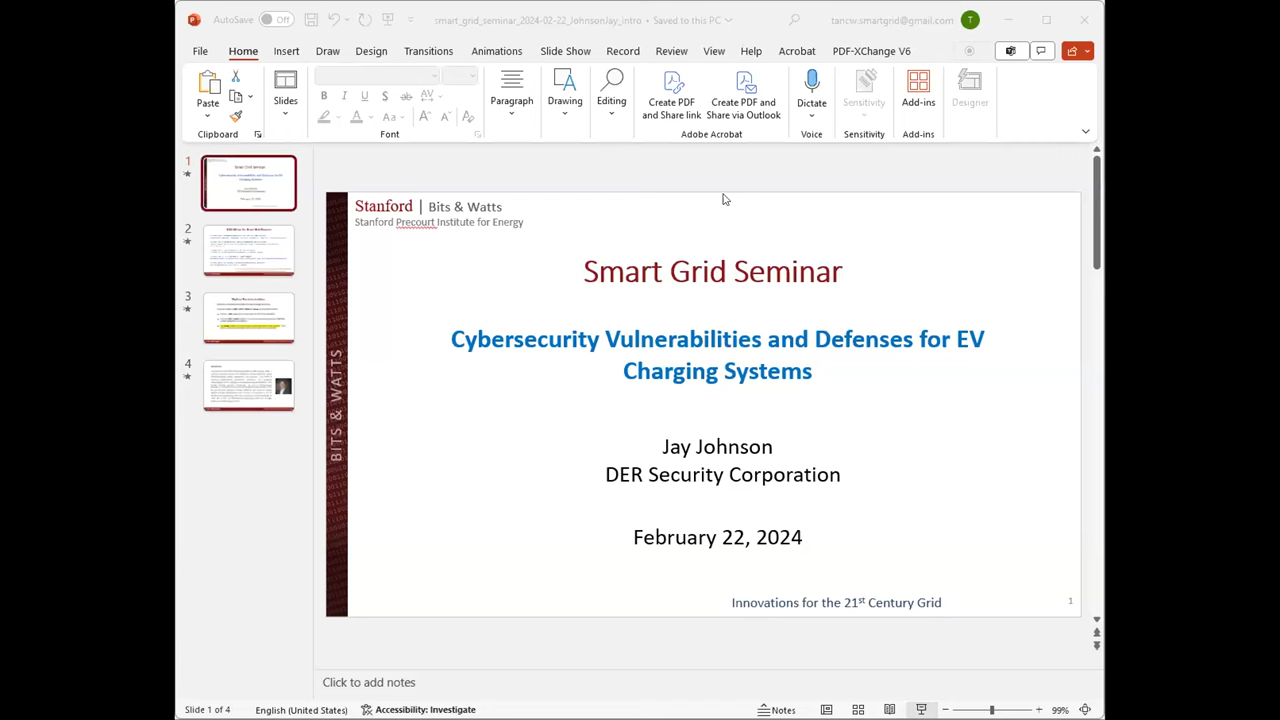 AutoSave Off smart_grid_seminar_2024-02-22_JohnsonJay_intro • Saved to this PC tancw.smartgrid@gmail.com T
File Home Insert Draw Design Transitions Animations Slide Show Record Review View Help Acrobat PDF-XChange V6
Paste Slides Paragraph Drawing Editing Create PDF and Share link Create PDF and Share via Outlook Dictate Sensitivity Add-ins Designer
Clipboard Font Adobe Acrobat Voice Sensitivity Add-ins
1
2
3
4
Stanford | Bits & Watts
Stanford Precourt Institute for Energy
Smart Grid Seminar
Cybersecurity Vulnerabilities and Defenses for EV
Charging Systems
Jay Johnson
DER Security Corporation
February 22, 2024
BITS & WATTS
Innovations for the 21st Century Grid 1
Click to add notes
Slide 1 of 4 English (United States) Accessibility: Investigate Notes 99%